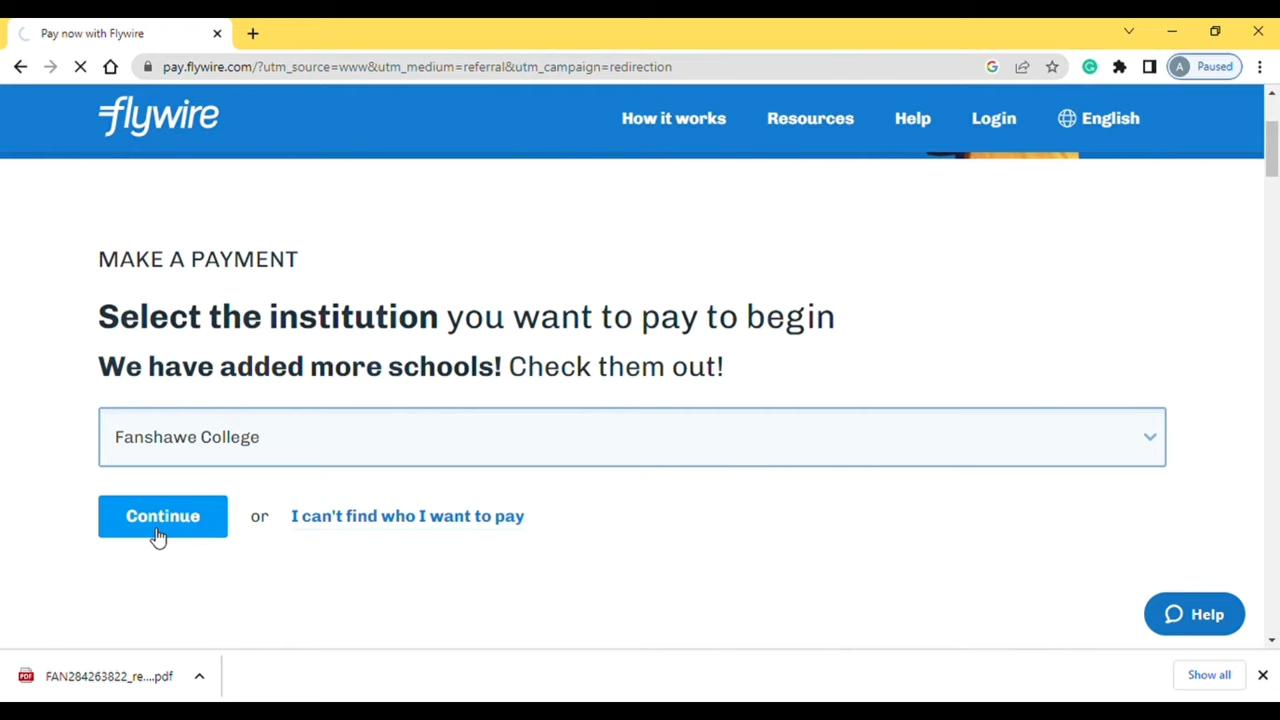 Pay now with Flywire
pay.flywire.com/?utm_source=www&utm_medium=referral&utm_campaign=redirection
A Paused
flywire
How it works Resources Help Login English
MAKE A PAYMENT
Select the institution you want to pay to begin
We have added more schools! Check them out!
Fanshawe College
Continue or I can't find who I want to pay
Help
FAN284263822_re....pdf
Show all